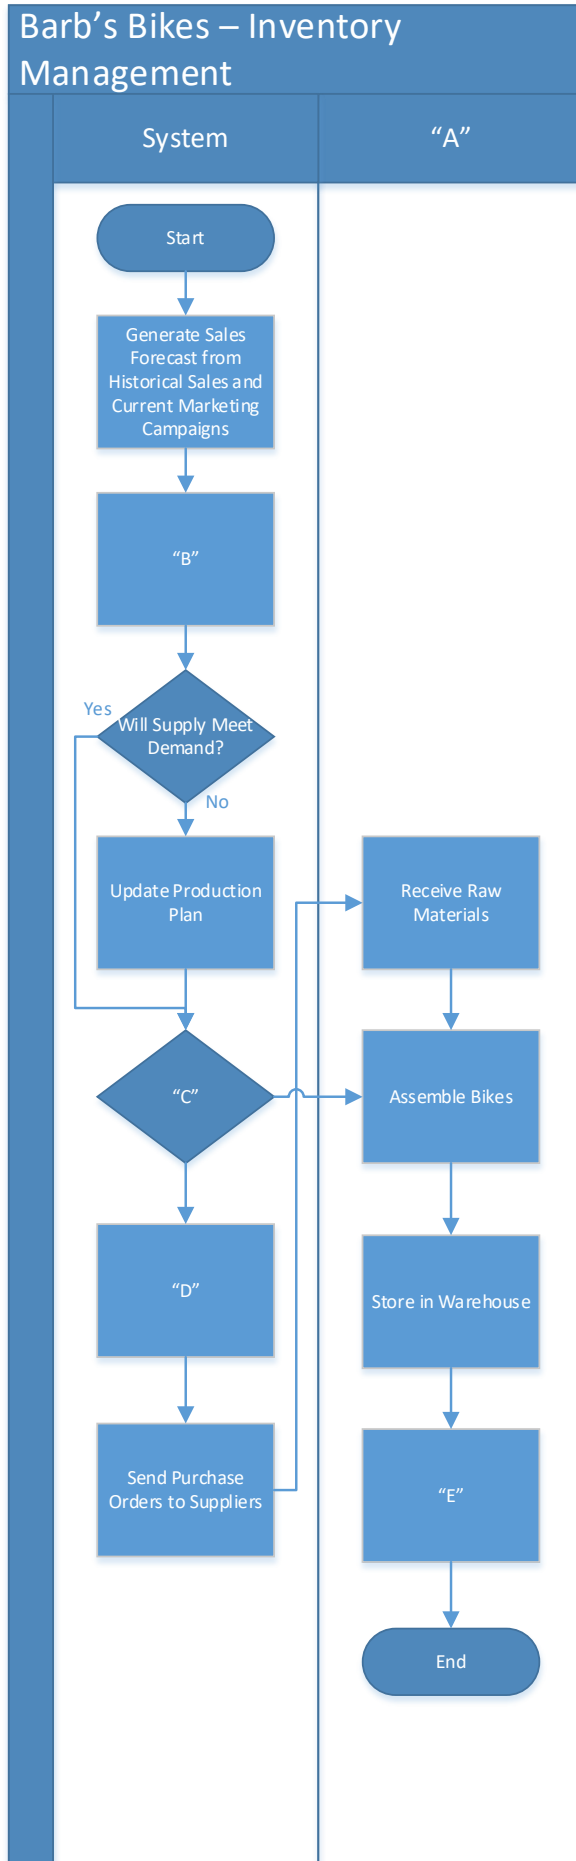 Barb’s Bikes – Inventory
Management
System
“A”
Start
Generate Sales
Forecast from
Historical Sales and
Current Marketing
Campaigns
“B”
Yes
Will Supply Meet
Demand?
No
Update Production
Plan
Receive Raw
Materials
“C”
Assemble Bikes
“D”
Store in Warehouse
Send Purchase
Orders to Suppliers
“E”
End